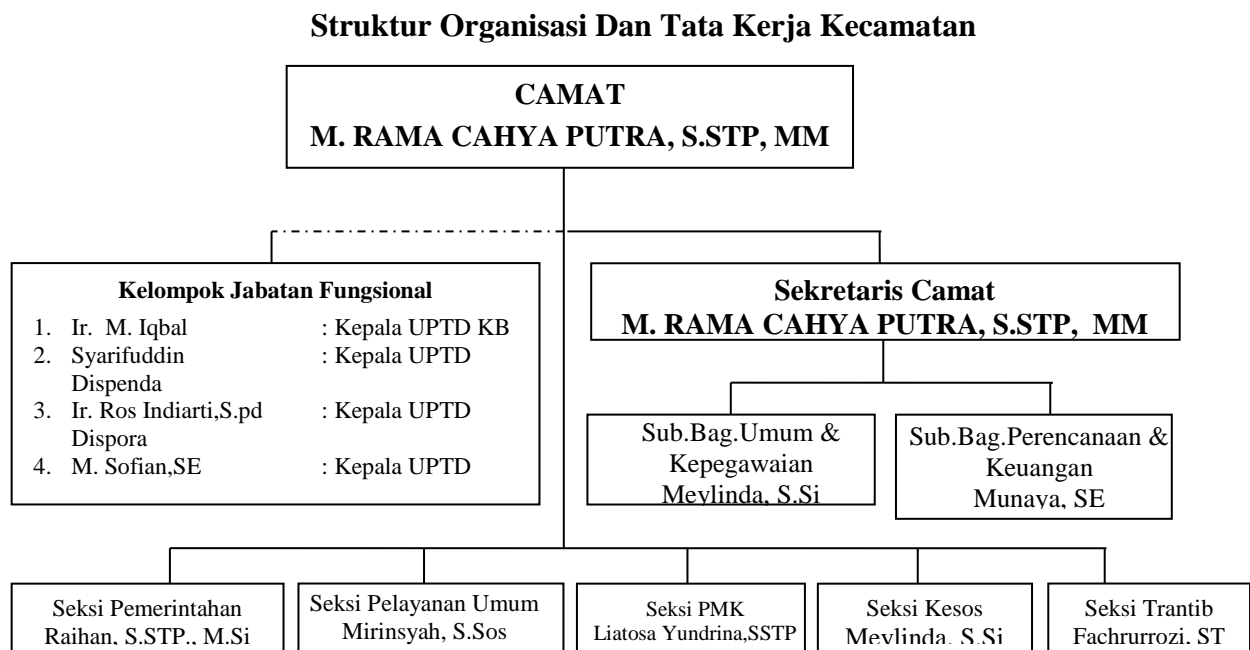 Struktur Organisasi Dan Tata Kerja Kecamatan
CAMAT
M. RAMA CAHYA PUTRA, S.STP, MM
Kelompok Jabatan Fungsional
1. Ir. M. Iqbal : Kepala UPTD KB
2. Syarifuddin : Kepala UPTD
Dispenda
3. Ir. Ros Indiarti,S.pd : Kepala UPTD
Dispora
4. M. Sofian,SE : Kepala UPTD
Sekretaris Camat
M. RAMA CAHYA PUTRA, S.STP, MM
Sub.Bag.Umum &
Kepegawaian
Meylinda, S.Si
Sub.Bag.Perencanaan &
Keuangan
Munaya, SE
Seksi Pemerintahan
Raihan, S.STP., M.Si
Seksi Pelayanan Umum
Mirinsyah, S.Sos
Seksi PMK
Liatosa Yundrina,SSTP
Seksi Kesos
Meylinda, S.Si
Seksi Trantib
Fachrurrozi, ST